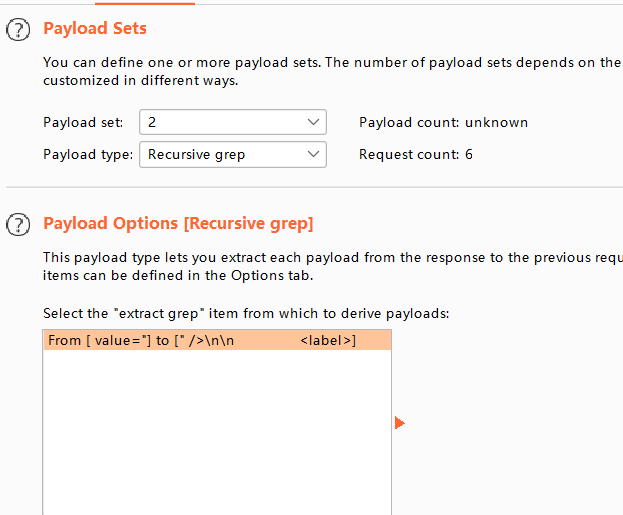 Payload Sets
You can define one or more payload sets. The number of payload sets depends on the
customized in different ways.
Payload set: 2 Payload count: unknown
Payload type: Recursive grep Request count: 6
Payload Options [Recursive grep]
This payload type lets you extract each payload from the response to the previous requ
items can be defined in the Options tab.
Select the "extract grep" item from which to derive payloads:
From [ value="] to [" />\n\n            <label>]